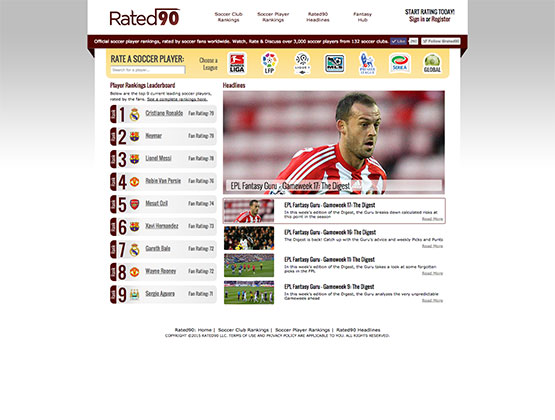 Rated90
Soccer Club Rankings
Soccer Player Rankings
Rated90 Headlines
Fantasy Hub
START RATING TODAY!
Sign in or Register
Official soccer player rankings, rated by soccer fans worldwide. Watch, Rate & Discuss over 3,000 soccer players from 132 soccer clubs.
Like
Follow @rated90
RATE A SOCCER PLAYER:
Search for a player...
Choose a League
BUNDES LIGA
LFP
LIGUE 1
MLS
PREMIER LEAGUE
SERIE A
GLOBAL
Player Rankings Leaderboard
Below are the top 9 current leading soccer players, rated by the fans. See a complete rankings here.
1 Cristiano Ronaldo Fan Rating: 79
2 Neymar Fan Rating: 78
3 Lionel Messi Fan Rating: 78
4 Robin Van Persie Fan Rating: 76
5 Mesut Özil Fan Rating: 74
6 Xavi Hernandez Fan Rating: 73
7 Gareth Bale Fan Rating: 72
8 Wayne Rooney Fan Rating: 72
9 Sergio Aguero Fan Rating: 71
Headlines
EPL Fantasy Guru - Gameweek 17: The Digest
EPL Fantasy Guru - Gameweek 17: The Digest
In this week's edition of the Digest, the Guru breaks down calculated risks at this point in the season
Read More
EPL Fantasy Guru - Gameweek 16: The Digest
The Digest is back! Catch up with the Guru's advice and weekly Picks and Punts
Read More
EPL Fantasy Guru - Gameweek 11: The Digest
In this week's edition of the Digest, the Guru takes a look at some forgotten picks in the FPL
Read More
EPL Fantasy Guru - Gameweek 9: The Digest
In this week's edition of the Digest, the Guru analyzes the very unpredictable Gameweek ahead
Read More
Rated90: Home | Soccer Club Rankings | Soccer Player Rankings | Rated90 Headlines
COPYRIGHT ©2013 RATED90 LLC. TERMS OF USE AND PRIVACY POLICY ARE APPLICABLE TO YOU. ALL RIGHTS RESERVED.